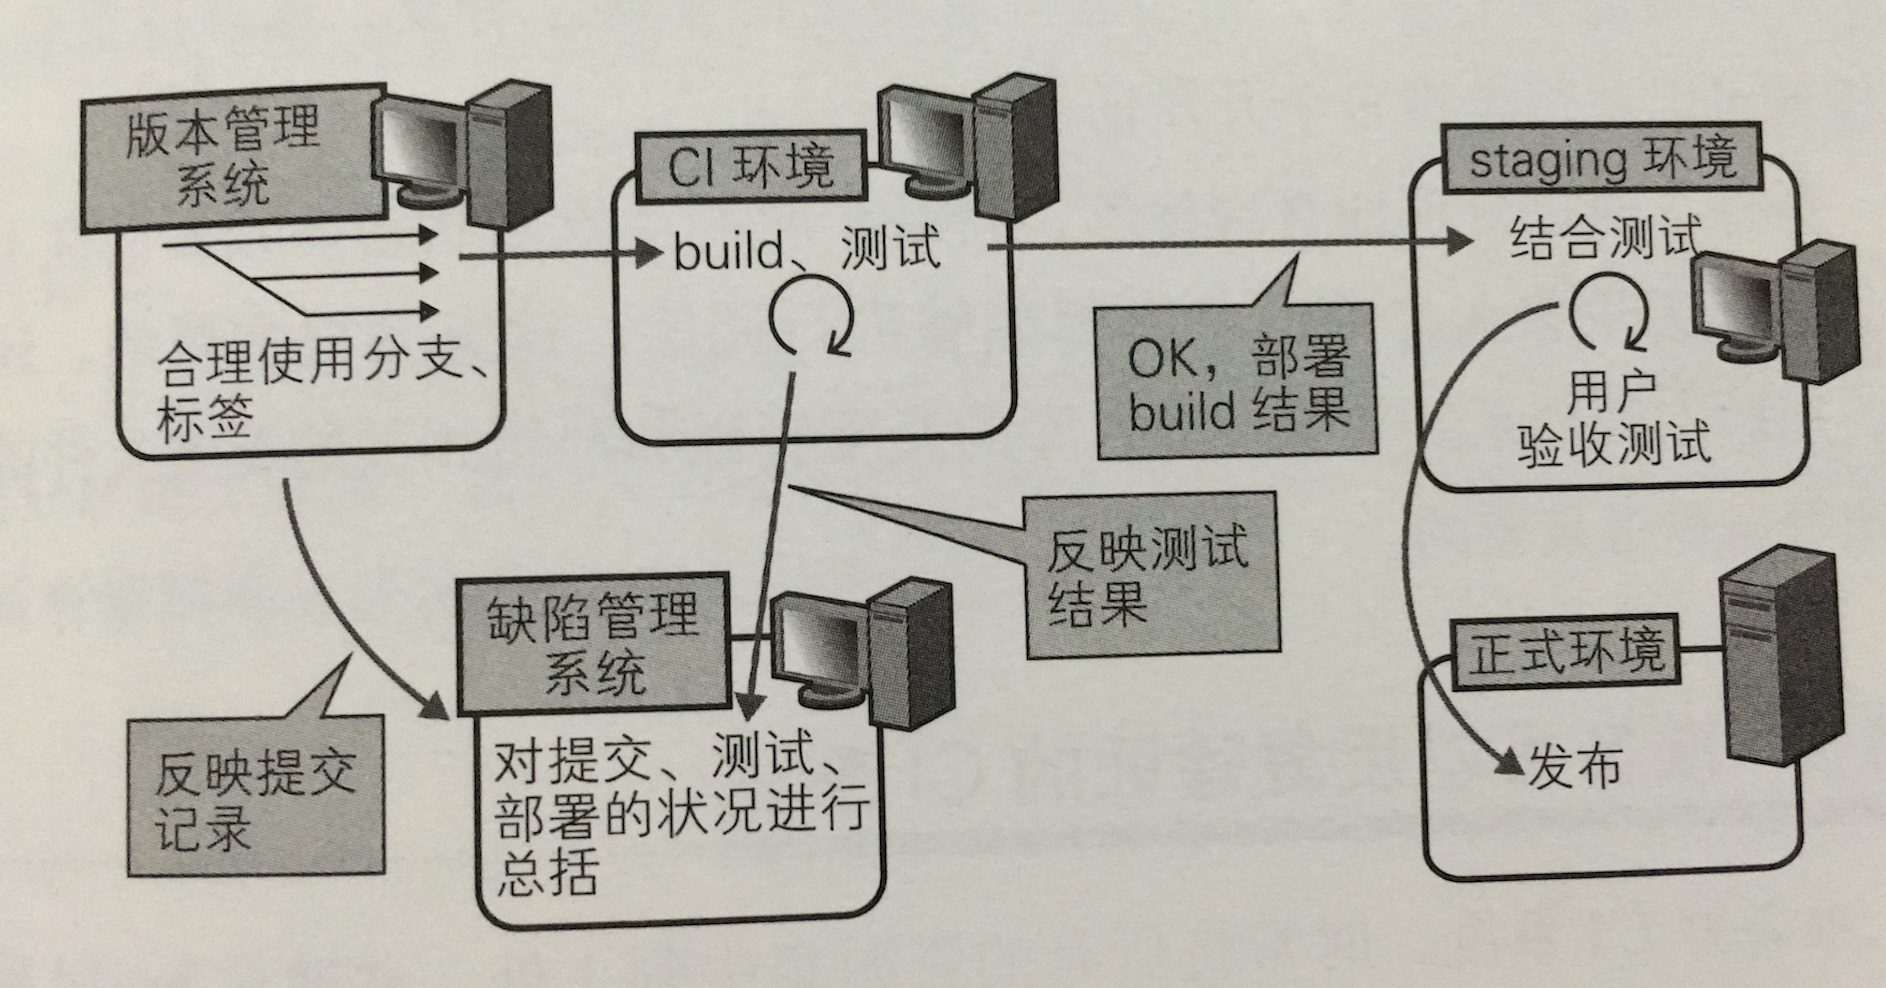 版本管理
系统
合理使用分支、
标签
CI 环境
build、测试
OK，部署
build 结果
staging 环境
结合测试
用户
验收测试
反映测试
结果
反映提交
记录
缺陷管理
系统
对提交、测试、
部署的状况进行
总括
正式环境
发布